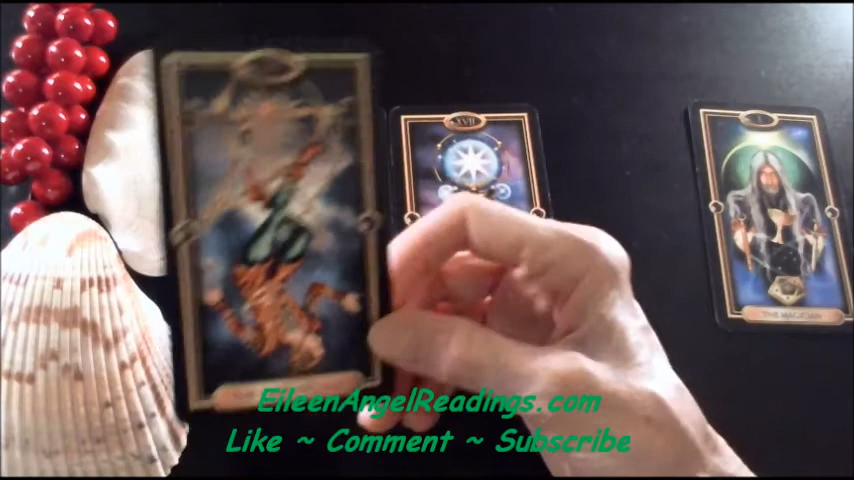 XVII
I
THE MAGICIAN
EileenAngelReadings.com
Like ~ Comment ~ Subscribe